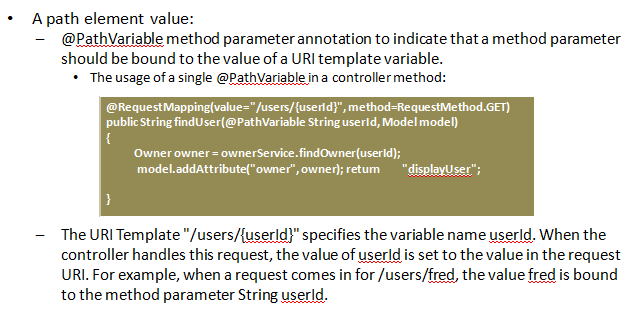 • A path element value:
– @PathVariable method parameter annotation to indicate that a method parameter
should be bound to the value of a URI template variable.
• The usage of a single @PathVariable in a controller method:
@RequestMapping(value="/users/{userId}", method=RequestMethod.GET)
public String findUser(@PathVariable String userId, Model model)
{
Owner owner = ownerService.findOwner(userId);
model.addAttribute("owner", owner); return "displayUser";
}
– The URI Template "/users/{userId}" specifies the variable name userId. When the
controller handles this request, the value of userId is set to the value in the request
URI. For example, when a request comes in for /users/fred, the value fred is bound
to the method parameter String userId.